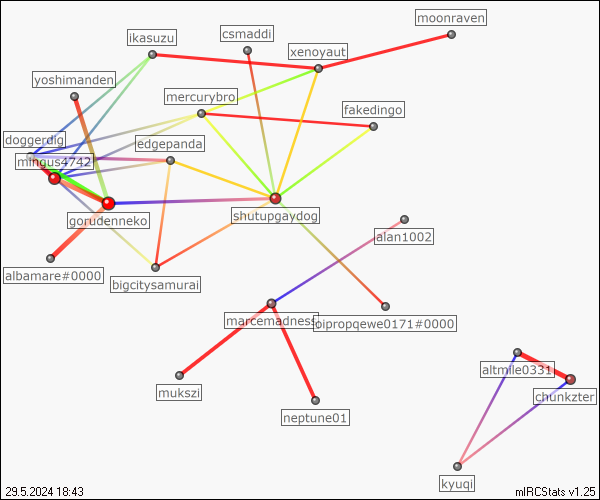 moonraven
csmaddi
ikasuzu
xenoyaut
yoshimanden
mercurybro
fakedingo
doggerdig
edgepanda
mingus4742
shutupgaydog
gorudenneko
alan1002
albamare#0000
bigcitysamurai
marcemadness
oipropqewe0171#0000
altmile0331
mukszi
chunkzter
neptune01
kyuqi
29.5.2024 18:43
mIRCStats v1.25